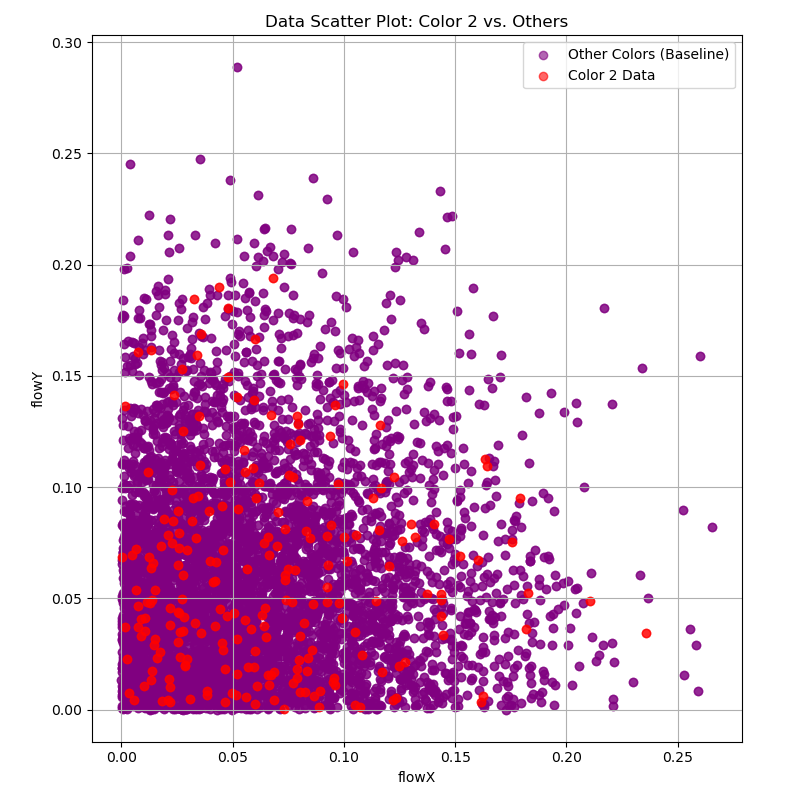 Data Scatter Plot: Color 2 vs. Others
Other Colors (Baseline)
Color 2 Data
flowY
0.30
0.25
0.20
0.15
0.10
0.05
0.00
0.00 0.05 0.10 0.15 0.20 0.25
flowX